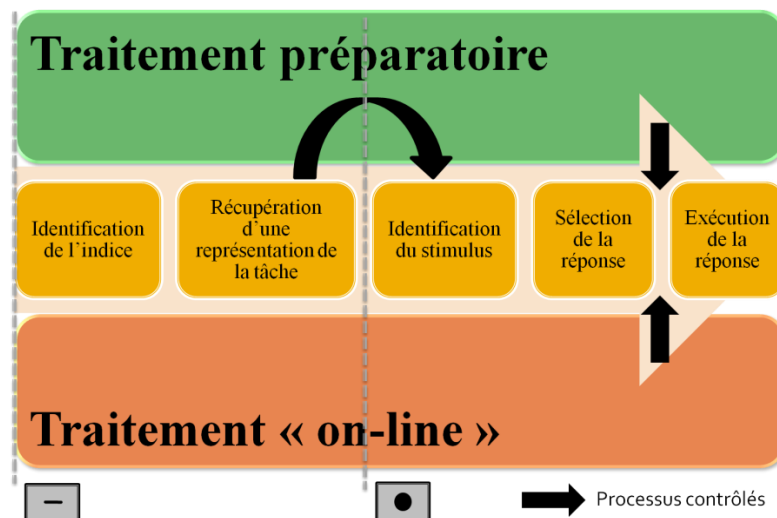 Traitement préparatoire
Identification
de l'indice
Récupération
d'une
représentation de
la tâche
Identification
du stimulus
Sélection
de la
réponse
Exécution
de la
réponse
Traitement « on-line »
Processus contrôlés